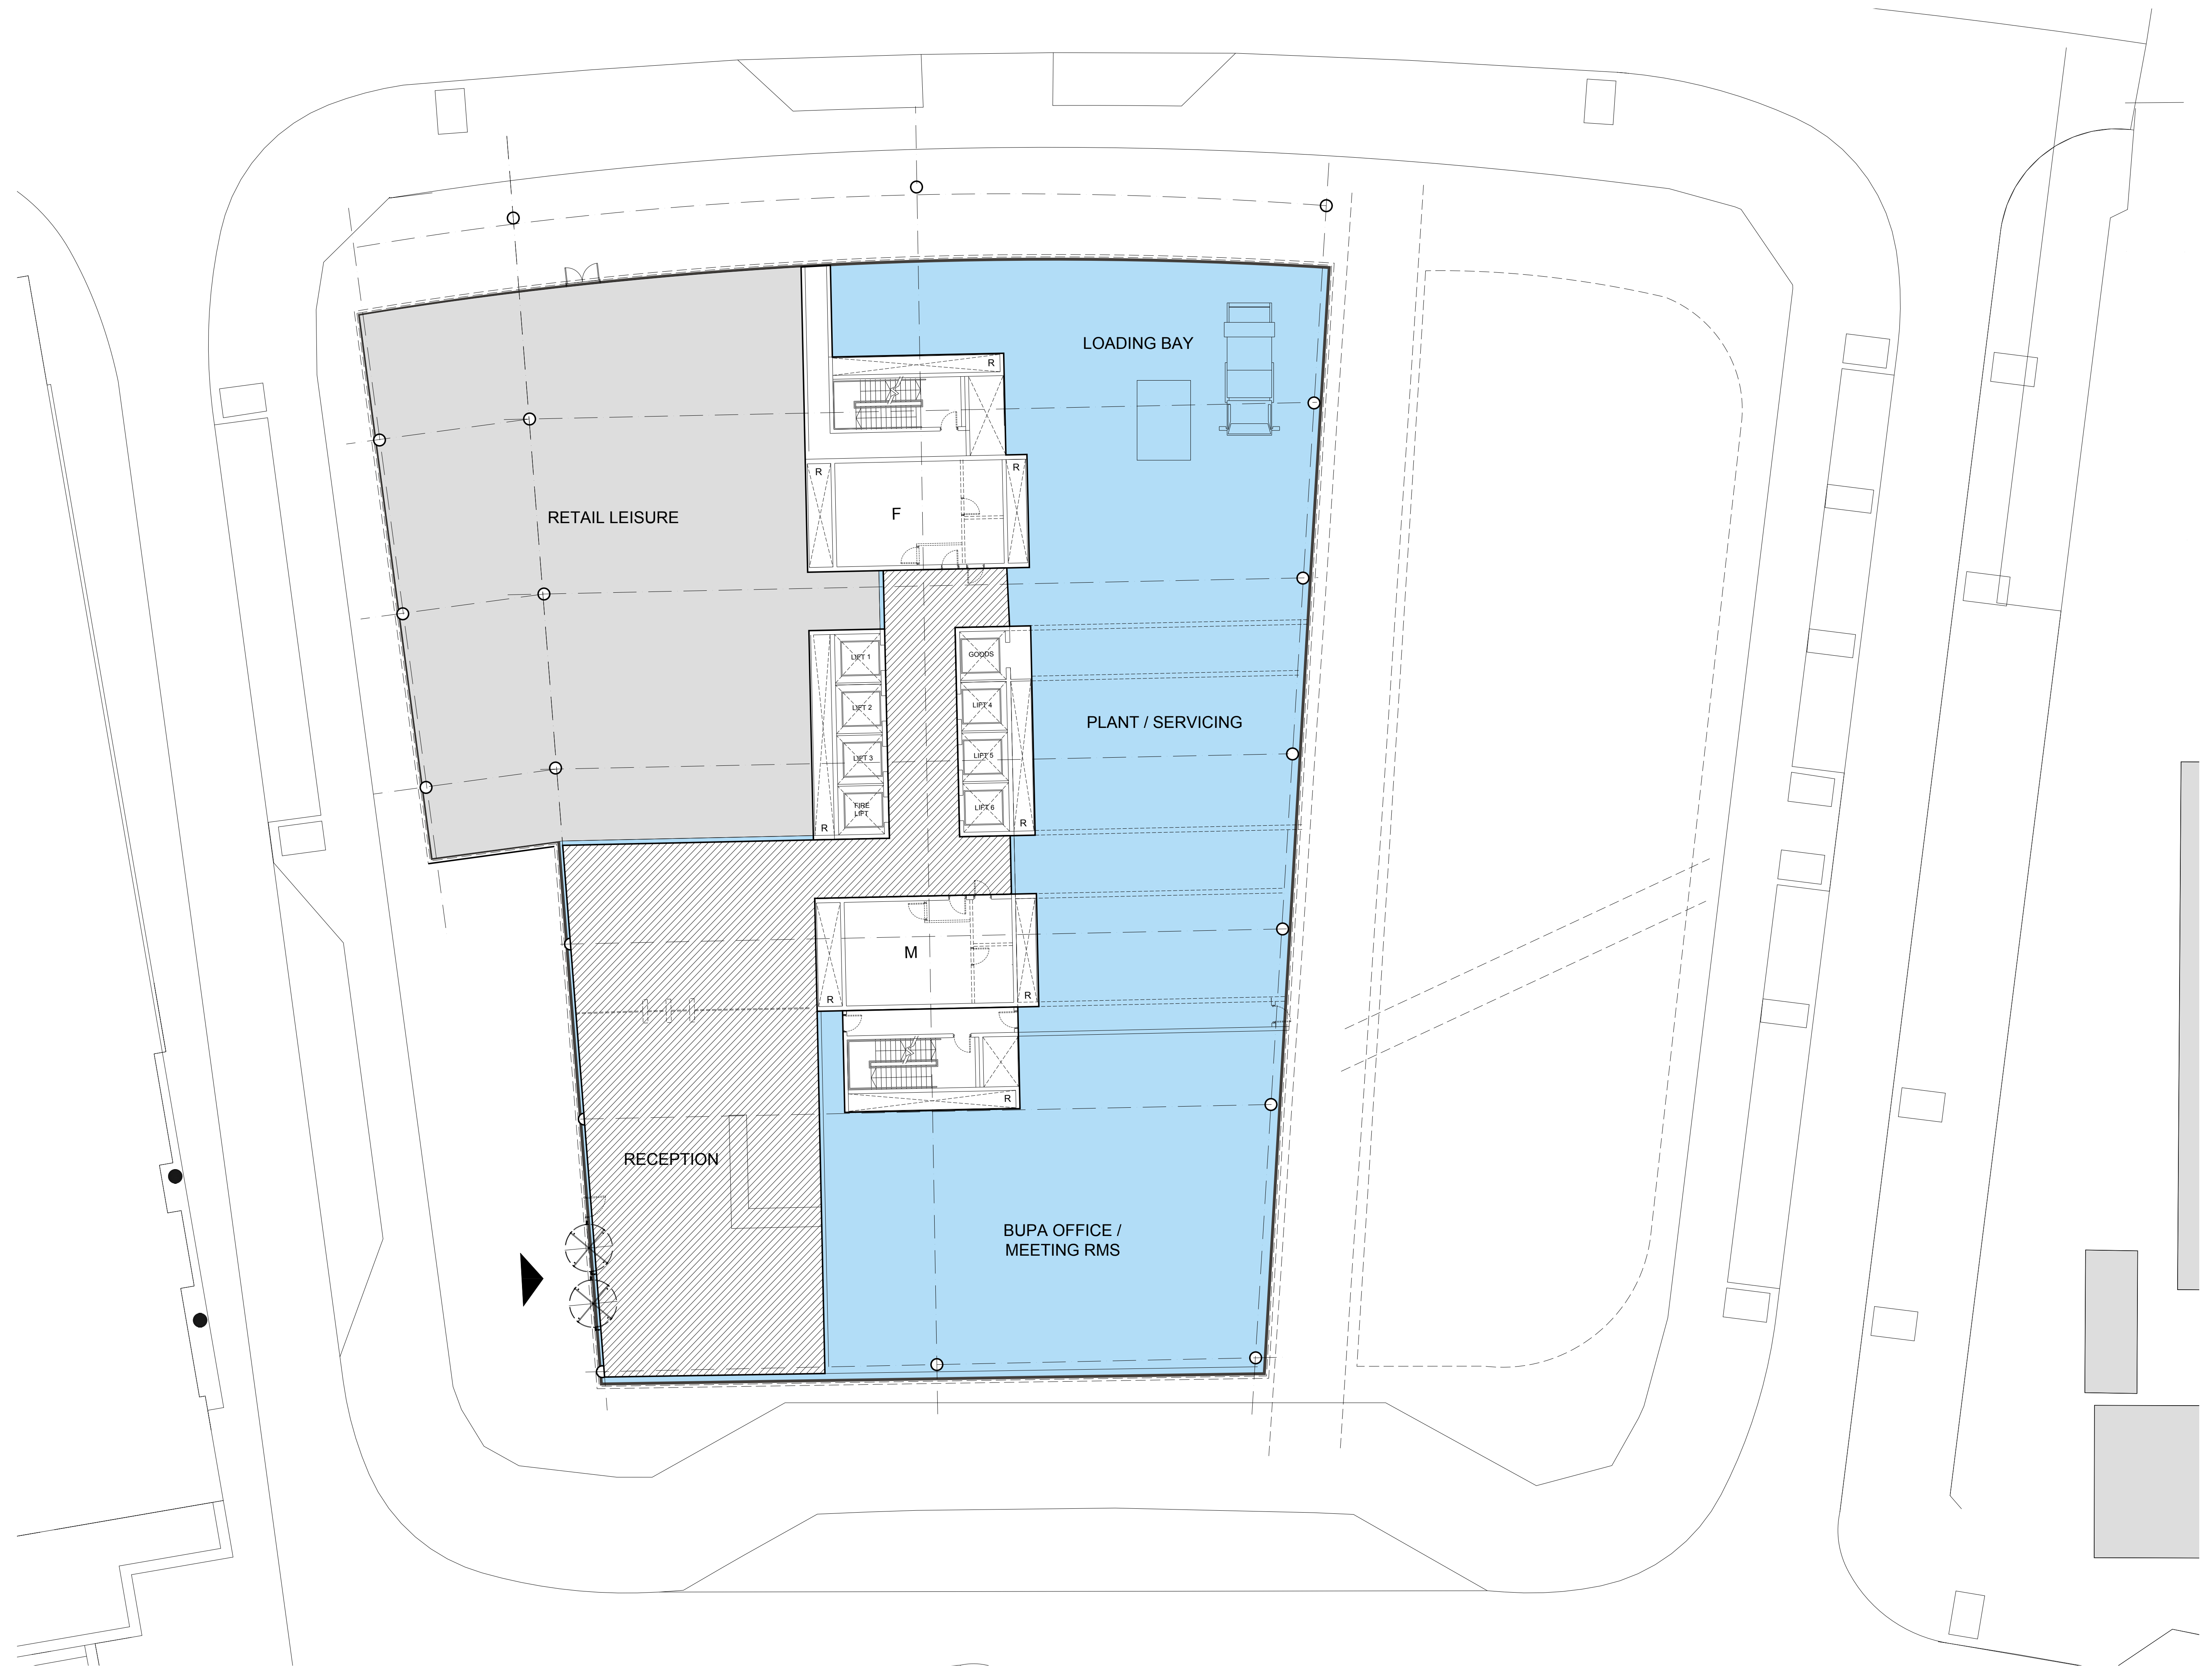 LOADING BAY
R
R
R
F
RETAIL LEISURE
LIFT 1
GOODS
LIFT 2
LIFT 4
PLANT / SERVICING
LIFT 3
LIFT 5
FIRE
LIFT
LIFT 6
R
R
M
R
R
R
RECEPTION
BUPA OFFICE /
MEETING RMS